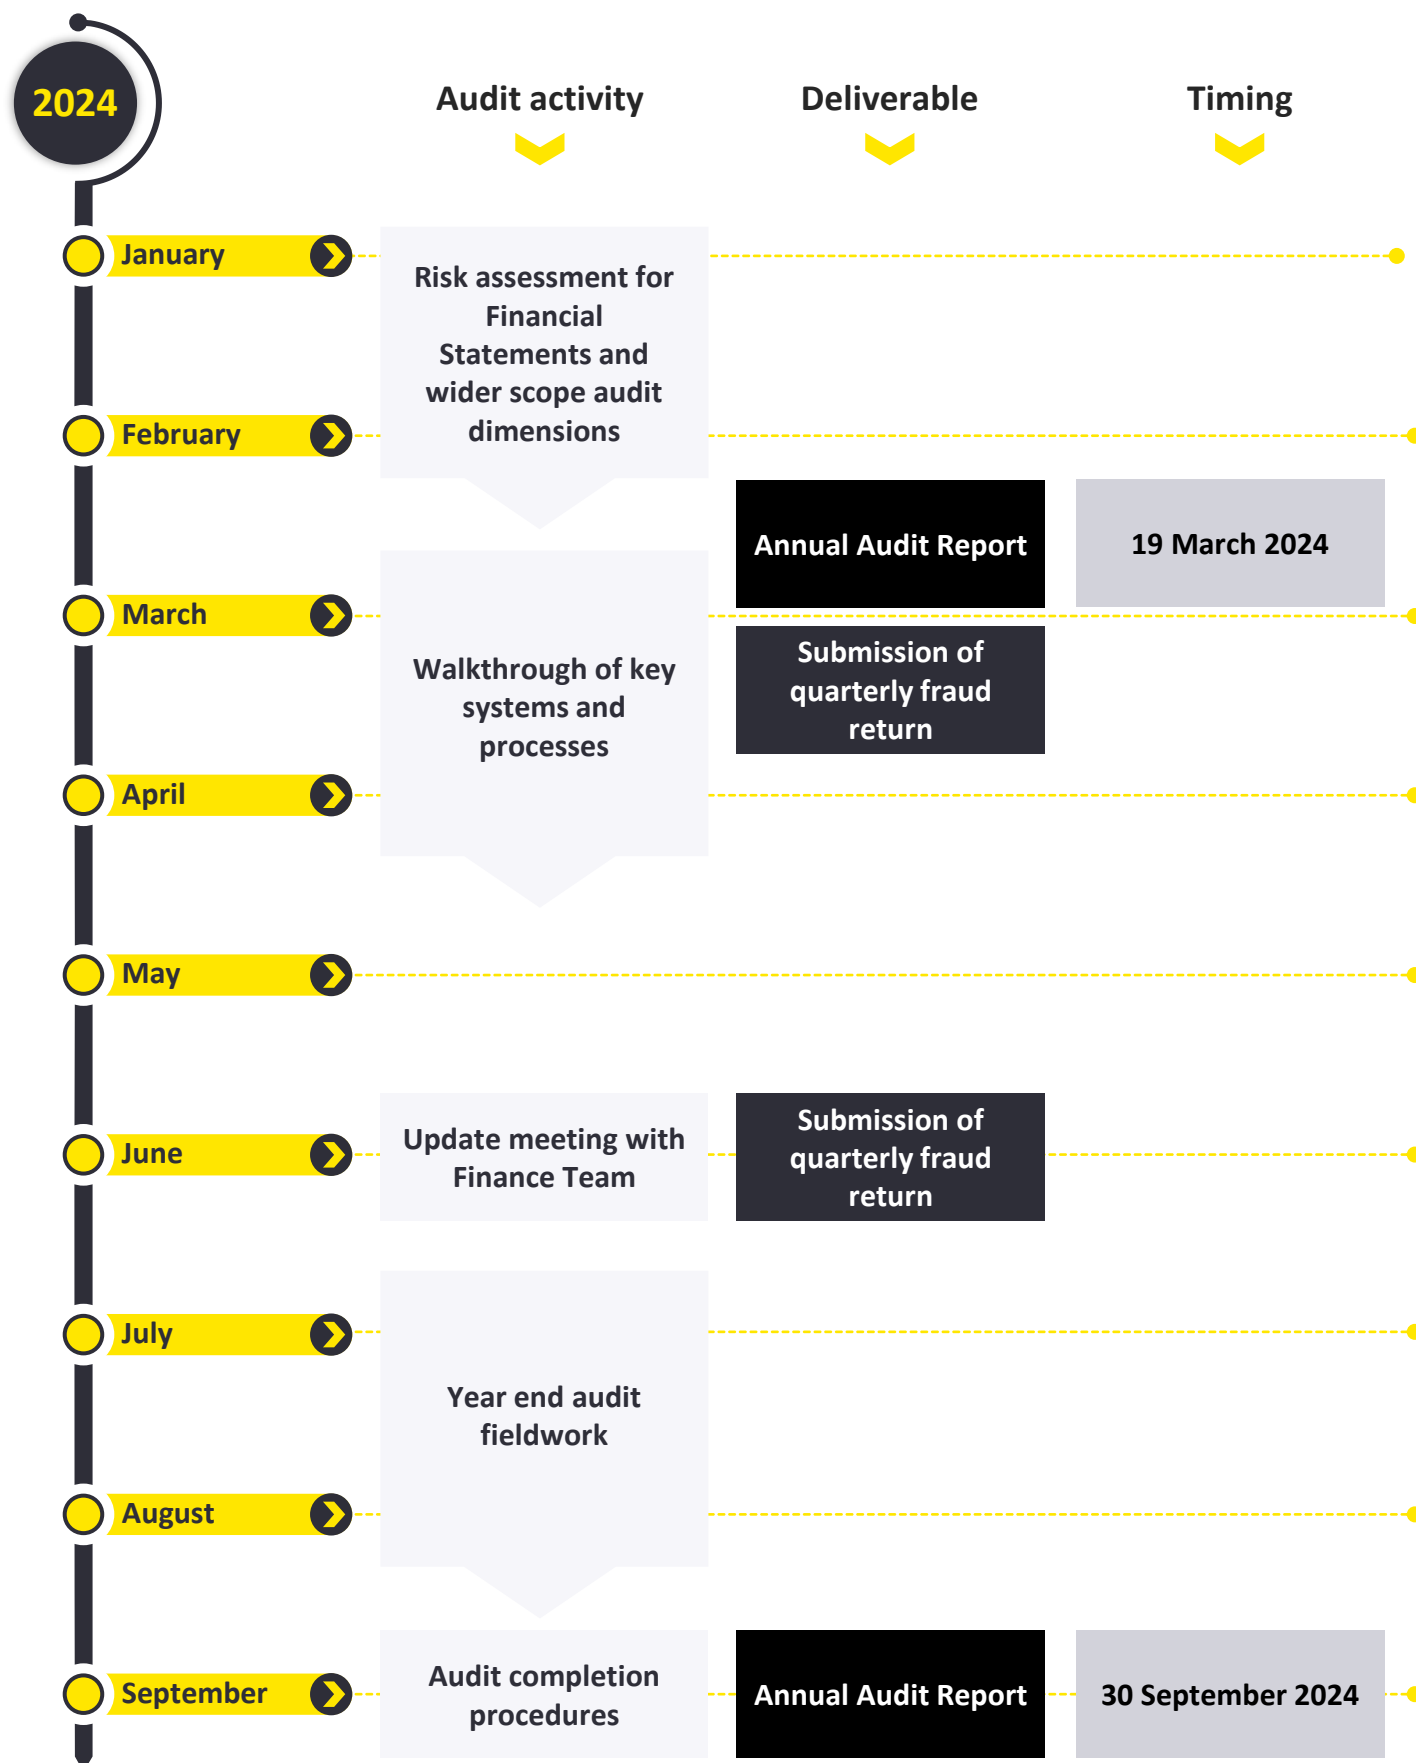 2024
Audit activity
Deliverable
Timing
January
Risk assessment for
Financial
Statements and
wider scope audit
dimensions
February
Annual Audit Report
19 March 2024
March
Walkthrough of key
systems and
processes
Submission of
quarterly fraud
return
April
May
June
Update meeting with
Finance Team
Submission of
quarterly fraud
return
July
Year end audit
fieldwork
August
September
Audit completion
procedures
Annual Audit Report
30 September 2024